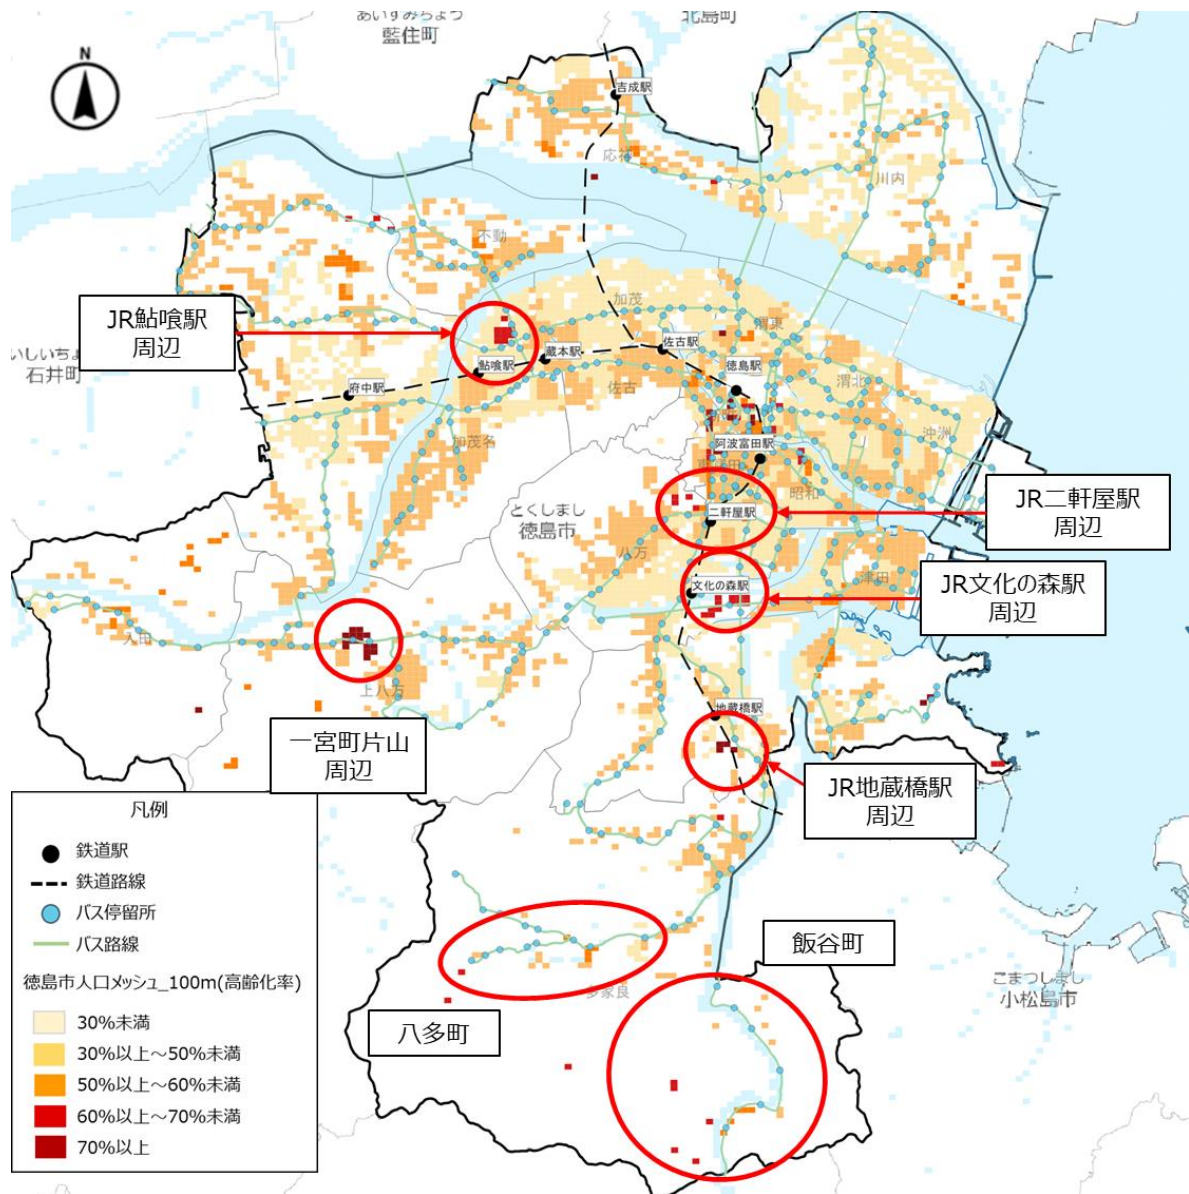 あいずみちょう
藍住町
北島町
N
吉成駅
応神
川内
不動
加茂
渭東
JR鮎喰駅
周辺
石井町
鮎喰駅
蔵本駅
佐古駅
徳島駅
渭北
府中駅
佐古
加茂名
阿波富田駅
沖洲
昭和
とくしまし
徳島市
二軒屋駅
JR二軒屋駅
周辺
八万
文化の森駅
津田
JR文化の森駅
周辺
入田
上八万
地蔵橋駅
一宮町片山
周辺
JR地蔵橋駅
周辺
凡例
鉄道駅
鉄道路線
バス停留所
バス路線
徳島市人口メッシュ_100m(高齢化率)
30%未満
30%以上～50%未満
50%以上～60%未満
60%以上～70%未満
70%以上
飯谷町
多家良
八多町
こまつしまし
小松島市